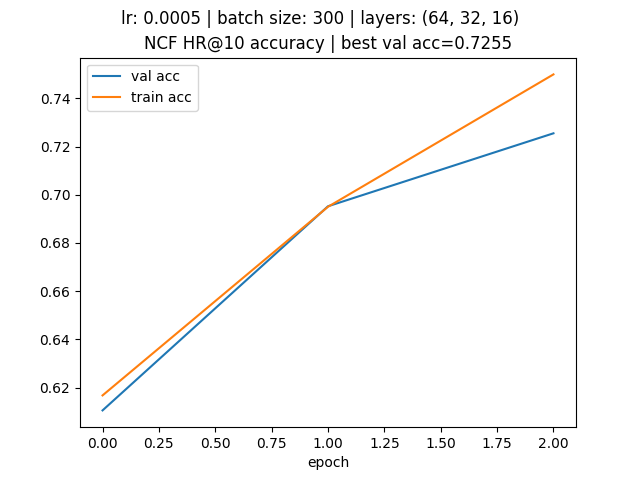 lr: 0.0005 | batch size: 300 | layers: (64, 32, 16)
NCF HR@10 accuracy | best val acc=0.7255
val acc
train acc
0.74
0.72
0.70
0.68
0.66
0.64
0.62
0.00 0.25 0.50 0.75 1.00 1.25 1.50 1.75 2.00
epoch